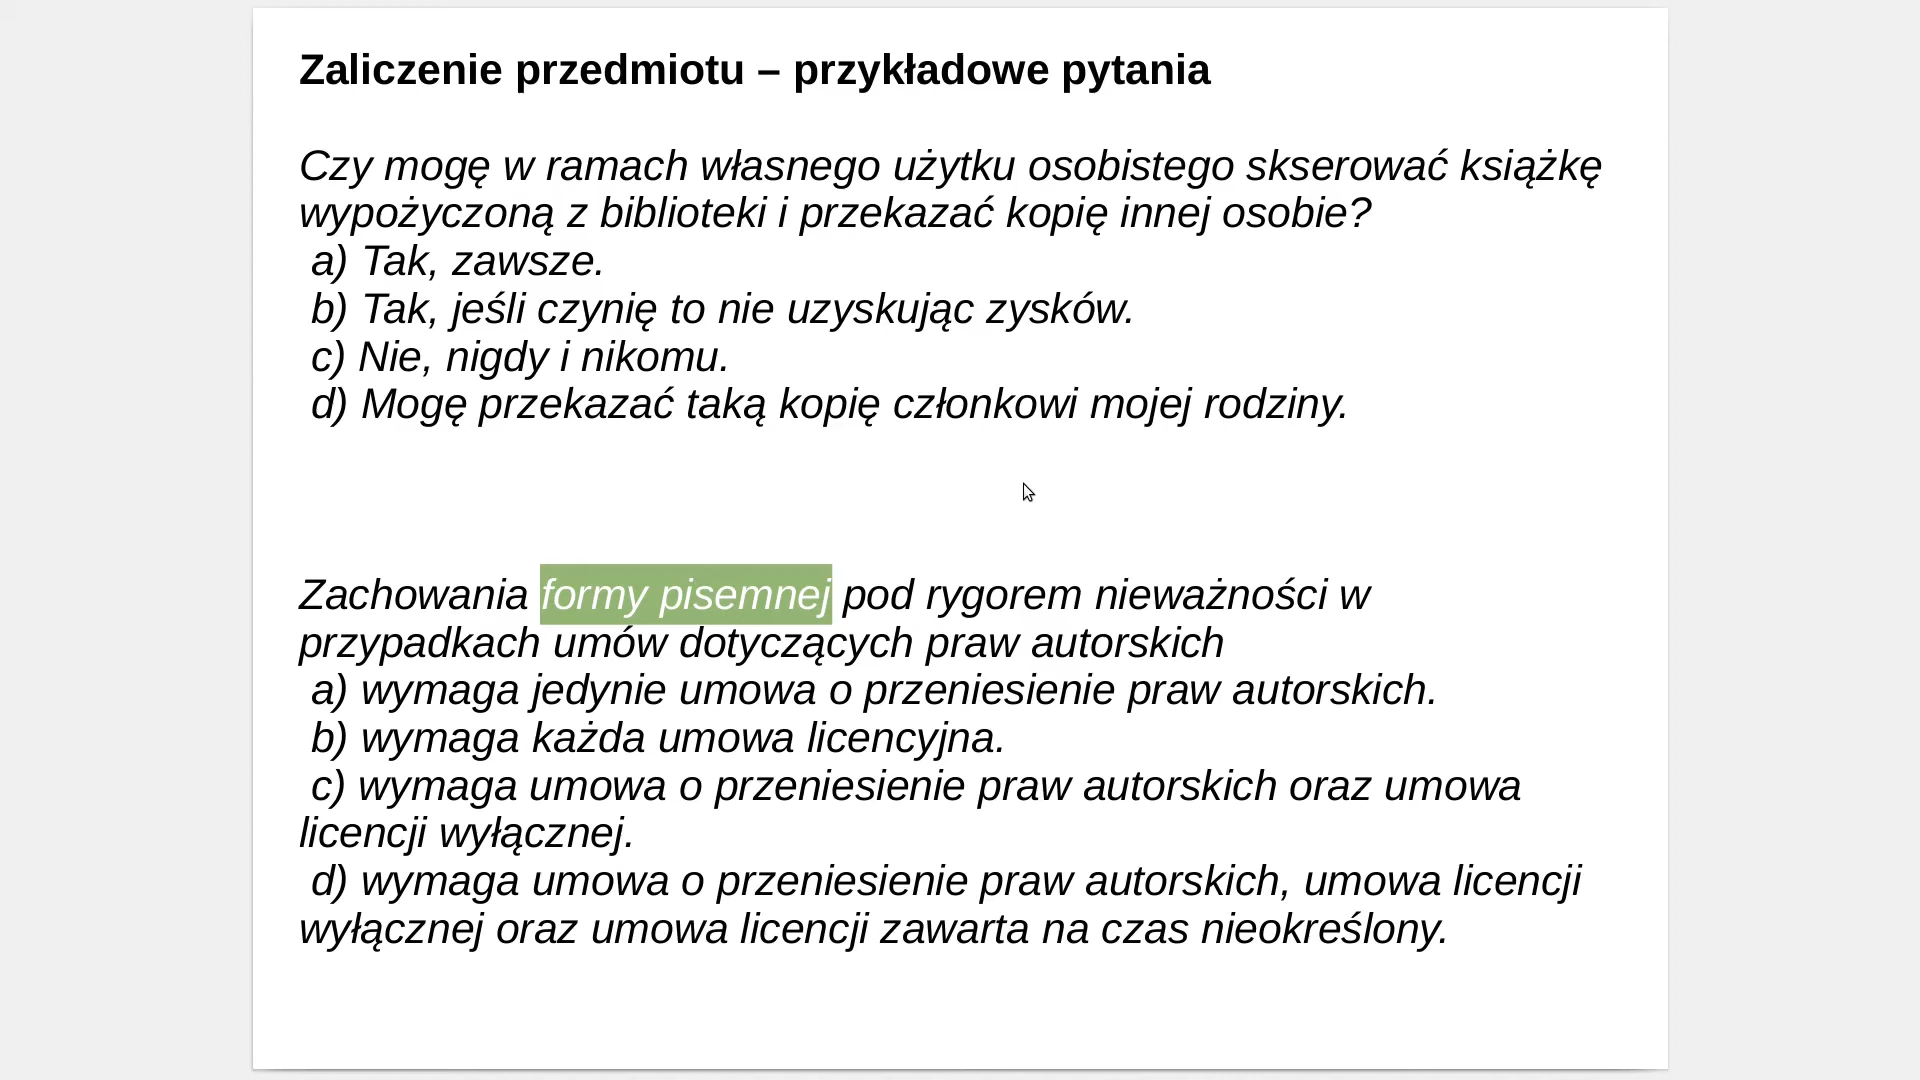 Zaliczenie przedmiotu – przykładowe pytania
Czy mogę w ramach własnego użytku osobistego skserować książkę
wypożyczoną z biblioteki i przekazać kopię innej osobie?
a) Tak, zawsze.
b) Tak, jeśli czynię to nie uzyskując zysków.
c) Nie, nigdy i nikomu.
d) Mogę przekazać taką kopię członkowi mojej rodziny.
Zachowania formy pisemnej pod rygorem nieważności w
przypadkach umów dotyczących praw autorskich
a) wymaga jedynie umowa o przeniesienie praw autorskich.
b) wymaga każda umowa licencyjna.
c) wymaga umowa o przeniesienie praw autorskich oraz umowa
licencji wyłącznej.
d) wymaga umowa o przeniesienie praw autorskich, umowa licencji
wyłącznej oraz umowa licencji zawarta na czas nieokreślony.